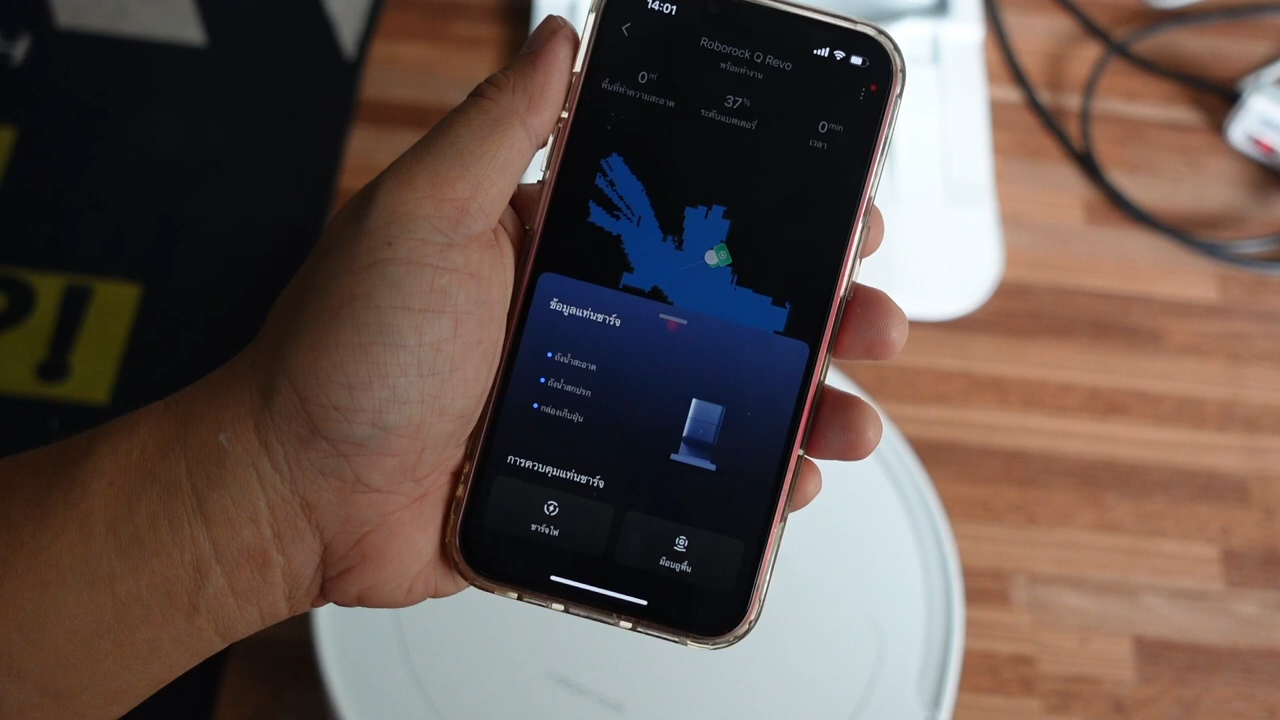 14:01
Roborock Q Revo
พร้อมทำงาน
0 m²
พื้นที่ทำความสะอาด
37%
ระดับแบตเตอรี่
0 min
เวลา
ข้อมูลแท่นชาร์จ
ถังน้ำสะอาด
ถังน้ำสกปรก
กล่องเก็บฝุ่น
การควบคุมแท่นชาร์จ
ชาร์จไฟ
ม็อบถูพื้น